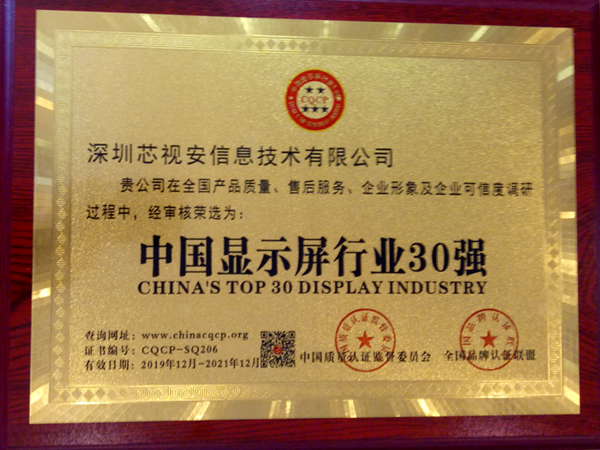 CQCP
深圳芯视安信息技术有限公司
贵公司在全国产品质量、售后服务、企业形象及企业可信度调研
过程中,经审核荣选为:
中国显示屏行业30强
CHINA'S TOP 30 DISPLAY INDUSTRY
查询网址:www.chinacqcp.org
证书编号:CQCP-SQ206
有效日期:2019年12月-2021年12月
中国质质认证监督委员会 全国品牌认证联盟